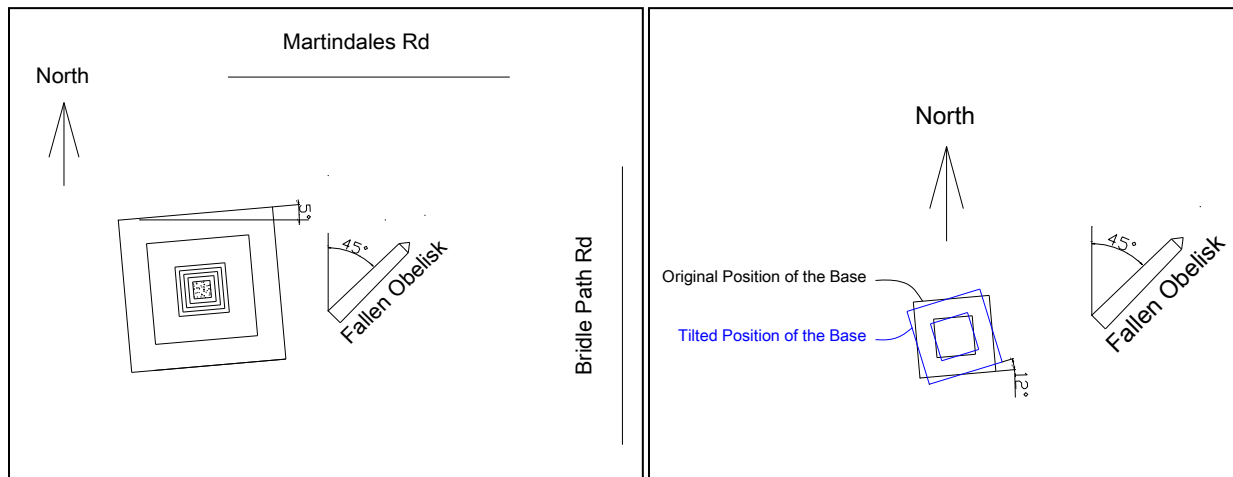 Martindales Rd
North
5°
45°
Fallen Obelisk
Bridle Path Rd
North
45°
Fallen Obelisk
Original Position of the Base
Tilted Position of the Base
12°